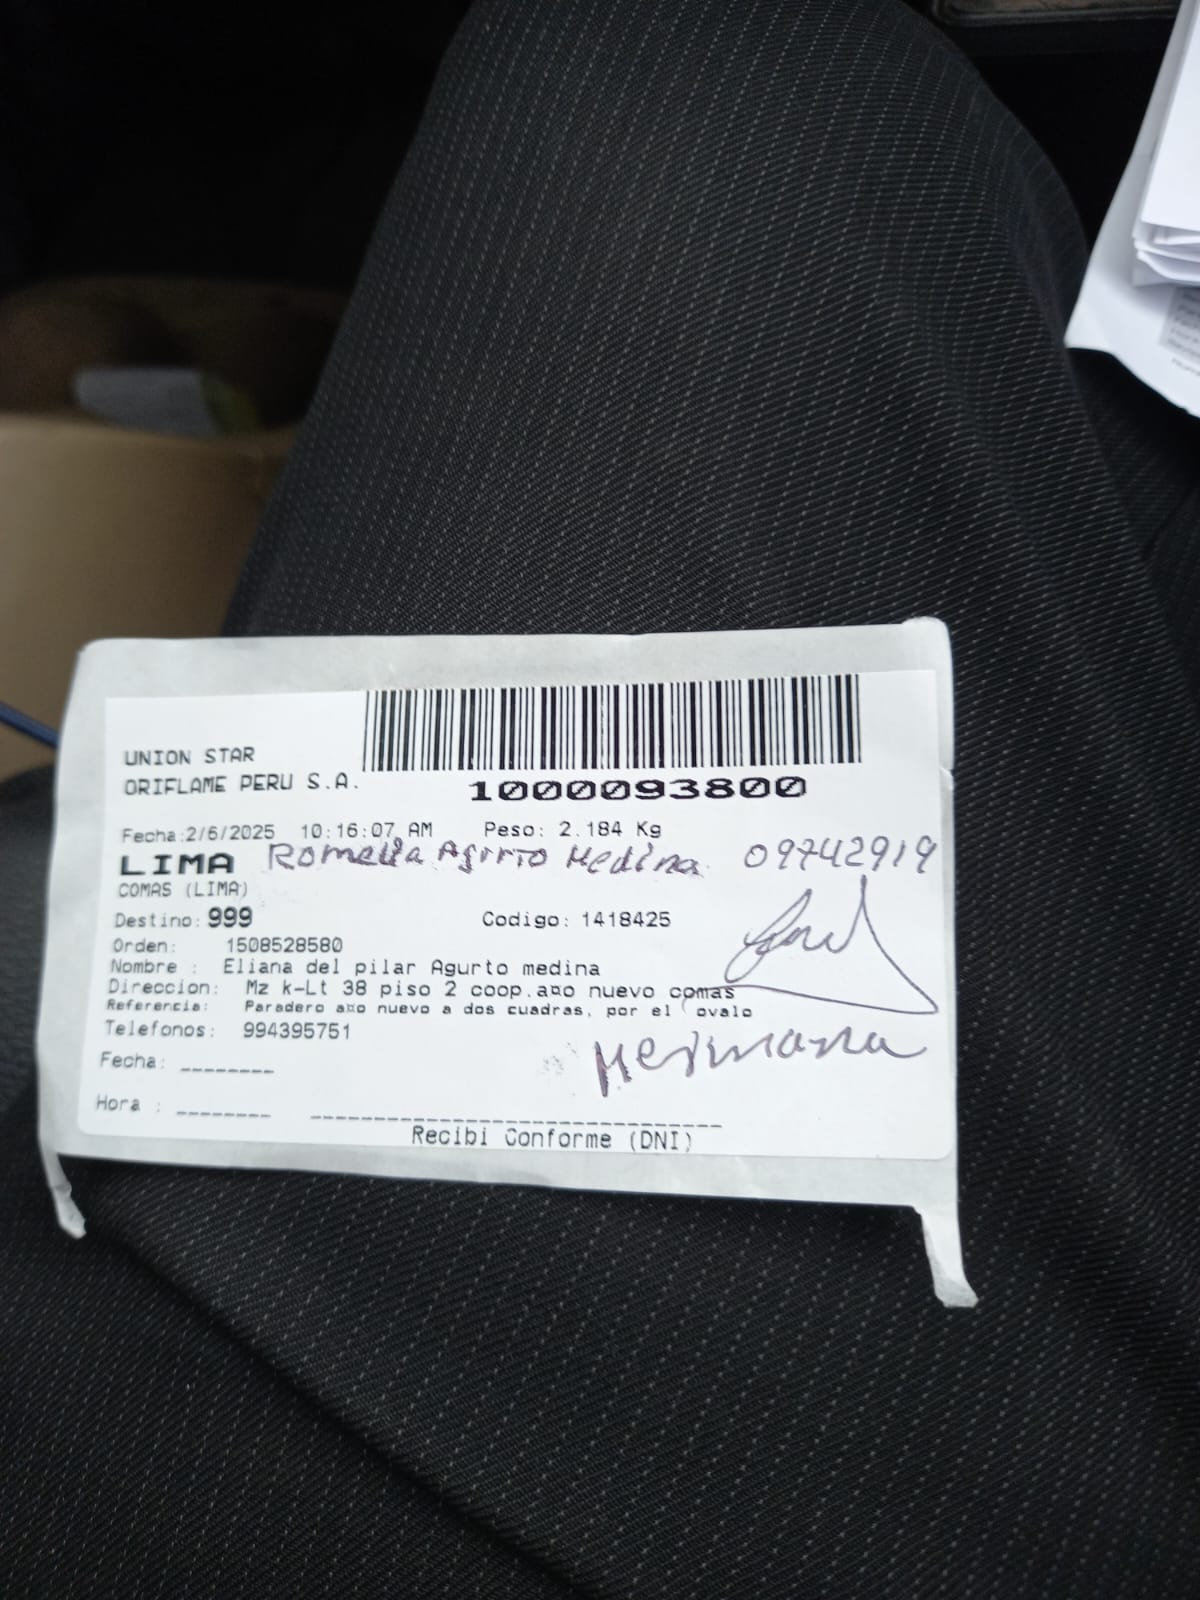 UNION STAR
ORIFLAME PERU S.A.
1000093800
Fecha:2/6/2025 10:16:07 AM Peso: 2.184 Kg
LIMA Romelia Agurto Medina 09742919
COMAS (LIMA)
Destino: 999 Codigo: 1418425
Orden: 1508528580
Nombre : Eliana del pilar Agurto medina
Direccion: Mz k-Lt 38 piso 2 coop.a¤o nuevo comas
Referencia: Paradero a¤o nuevo a dos cuadras, por el ovalo
Telefonos: 994395751
Hermana
Fecha: ________
Hora : ________
Recibi Conforme (DNI)